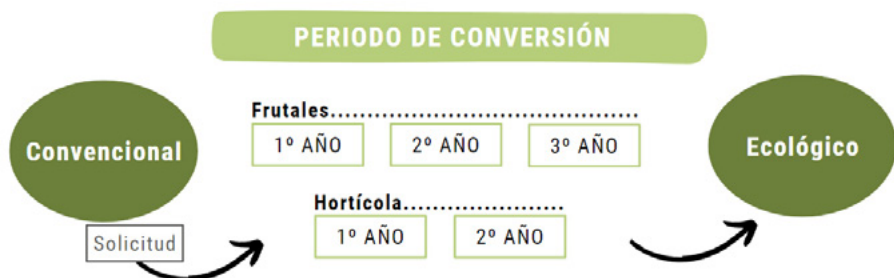 PERIODO DE CONVERSIÓN
Convencional
Solicitud
Frutales..........................................
1º AÑO
2º AÑO
3º AÑO
Hortícola......................
1º AÑO
2º AÑO
Ecológico